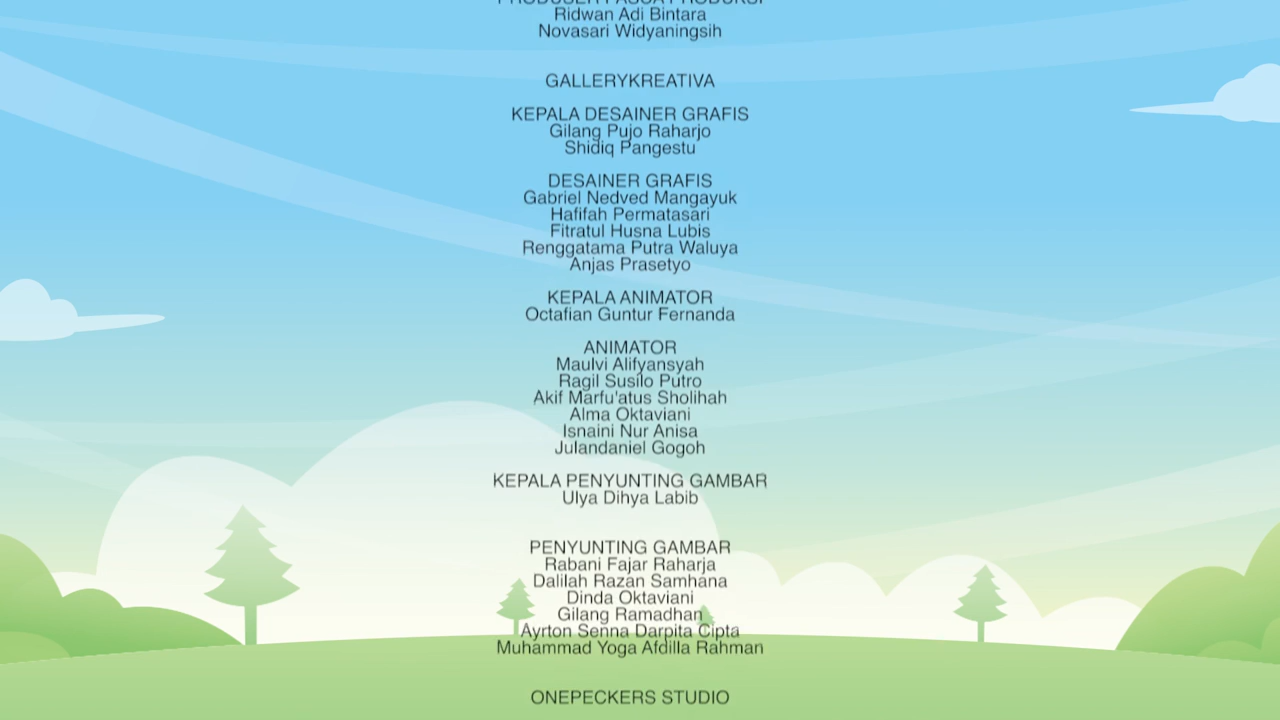 PRODUSER PASCA PRODUKSI
Ridwan Adi Bintara
Novasari Widyaningsih
GALLERYKREATIVA
KEPALA DESAINER GRAFIS
Gilang Pujo Raharjo
Shidiq Pangestu
DESAINER GRAFIS
Gabriel Nedved Mangayuk
Hafifah Permatasari
Fitratul Husna Lubis
Renggatama Putra Waluya
Anjas Prasetyo
KEPALA ANIMATOR
Octafian Guntur Fernanda
ANIMATOR
Maulvi Alifyansyah
Ragil Susilo Putro
Akif Marfu'atus Sholihah
Alma Oktaviani
Isnaini Nur Anisa
Julandaniel Gogoh
KEPALA PENYUNTING GAMBAR
Ulya Dihya Labib
PENYUNTING GAMBAR
Rabani Fajar Raharja
Dalilah Razan Samhana
Dinda Oktaviani
Gilang Ramadhan
Ayrton Senna Darpita Cipta
Muhammad Yoga Afdilla Rahman
ONEPECKERS STUDIO